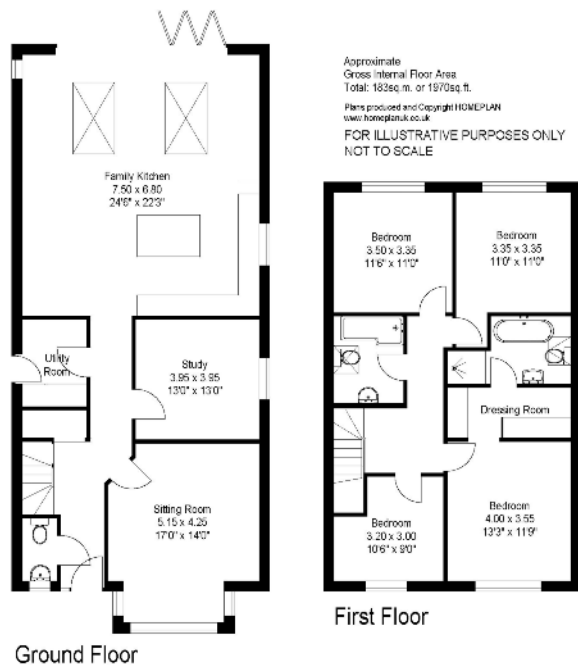 Approximate
Gross Internal Floor Area
Total: 183sq.m. or 1970sq.ft.
Plans produced and Copyright HOMEPLAN
www.homeplanuk.co.uk
FOR ILLUSTRATIVE PURPOSES ONLY
NOT TO SCALE
Family Kitchen
7.50 x 6.80
24'6" x 22'3"
Utility
Room
Study
3.95 x 3.95
13'0" x 13'0"
Sitting Room
5.15 x 4.25
17'0" x 14'0"
Ground Floor
Bedroom
3.50 x 3.35
11'6" x 11'0"
Bedroom
3.35 x 3.35
11'0" x 11'0"
Dressing Room
Bedroom
4.00 x 3.55
13'3" x 11'9"
Bedroom
3.20 x 3.00
10'6" x 9'0"
First Floor